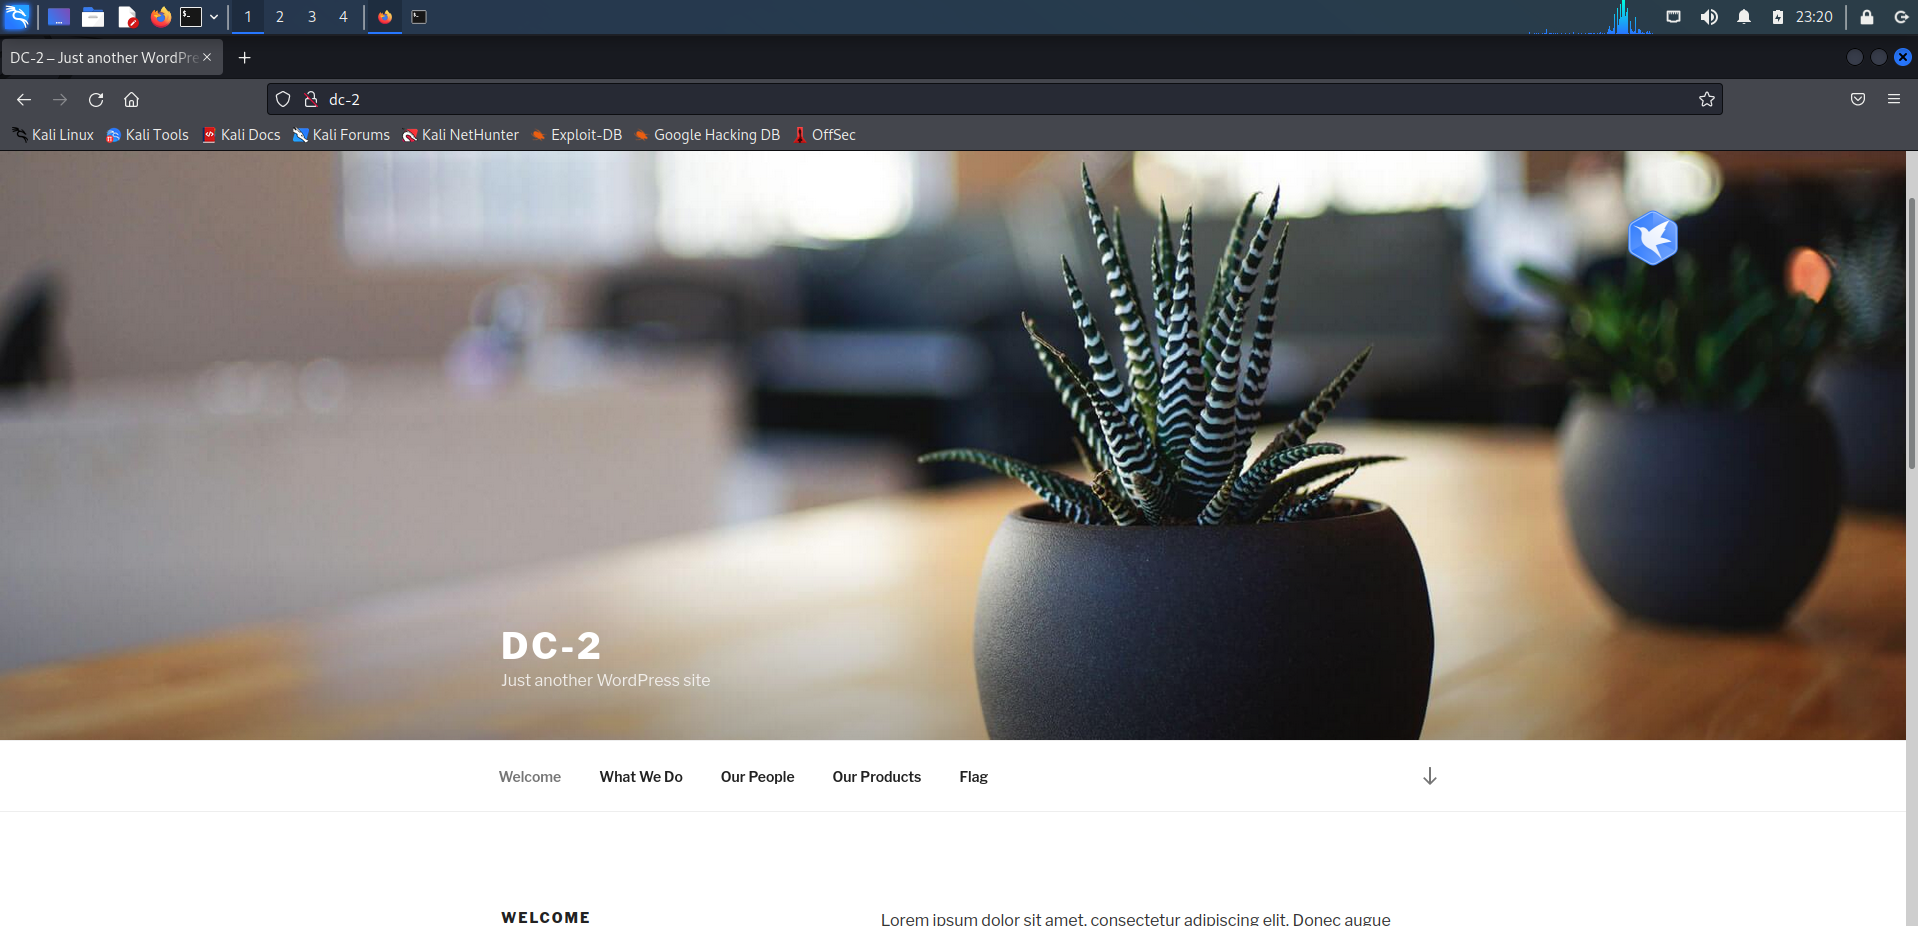 1 2 3 4 23:20
DC-2 – Just another WordPre
dc-2
Kali Linux Kali Tools Kali Docs Kali Forums Kali NetHunter Exploit-DB Google Hacking DB OffSec
DC-2
Just another WordPress site
Welcome What We Do Our People Our Products Flag
WELCOME
Lorem ipsum dolor sit amet, consectetur adipiscing elit. Donec augue